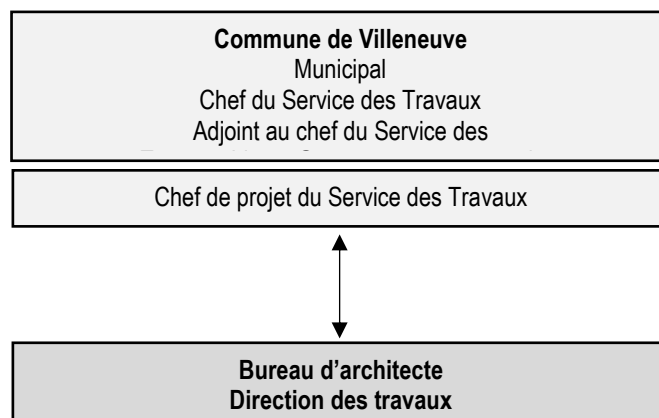 Commune de Villeneuve
Municipal
Chef du Service des Travaux
Adjoint au chef du Service des
Chef de projet du Service des Travaux
Bureau d'architecte
Direction des travaux